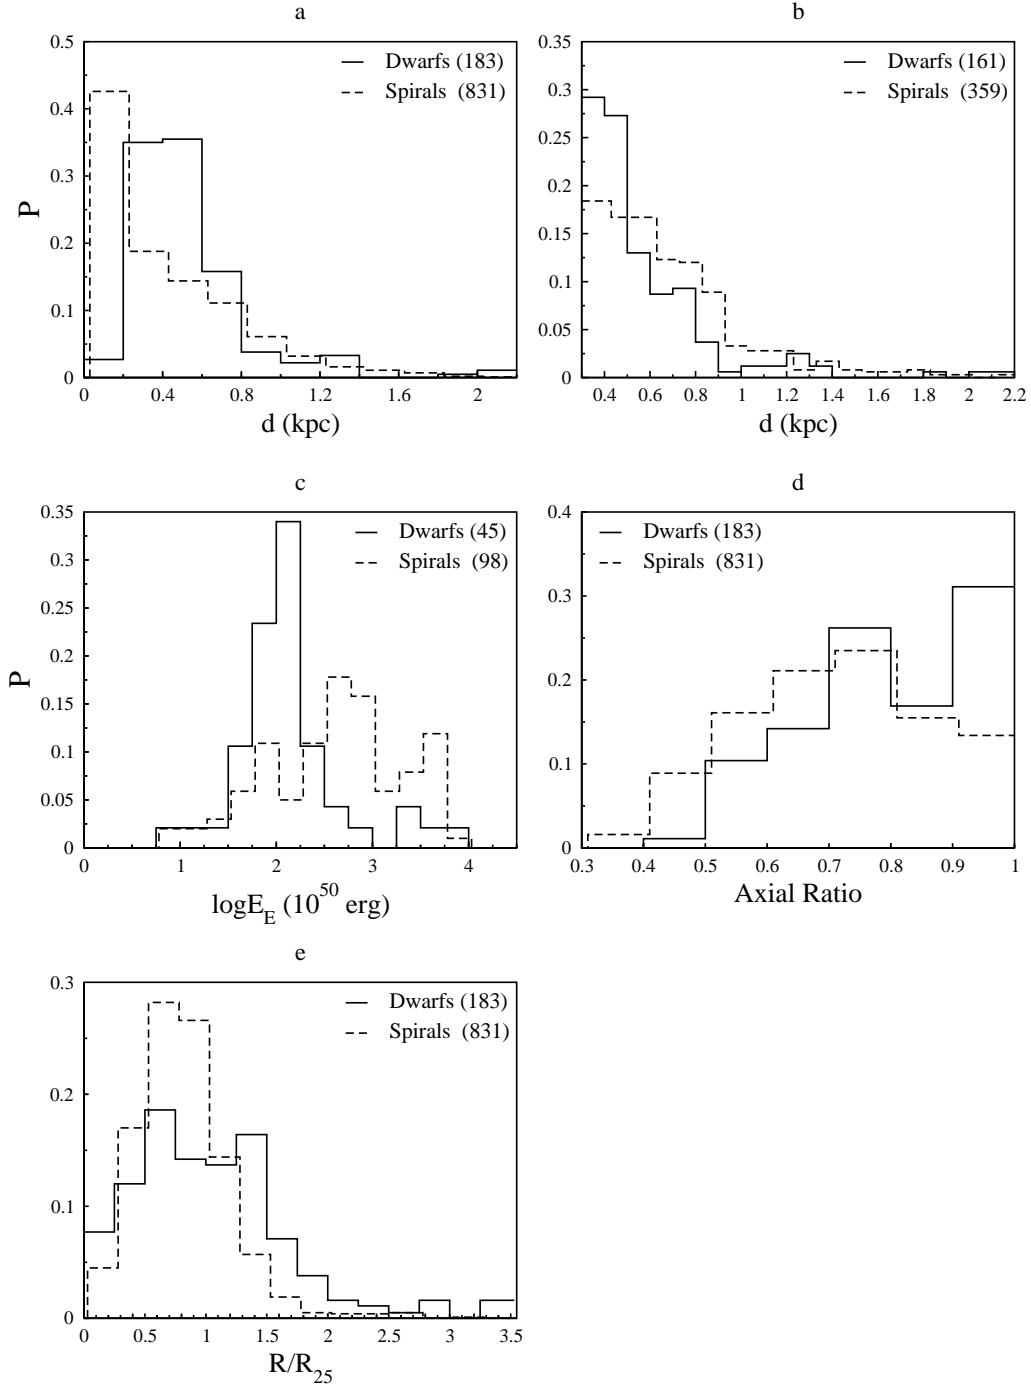 a
0.5
0.4
0.3
0.2
0.1
0
P
Dwarfs (183)
Spirals (831)
0 0.4 0.8 1.2 1.6 2
d (kpc)
b
0.35
0.3
0.25
0.2
0.15
0.1
0.05
0
Dwarfs (161)
Spirals (359)
0.4 0.6 0.8 1 1.2 1.4 1.6 1.8 2 2.2
d (kpc)
c
0.35
0.3
0.25
0.2
0.15
0.1
0.05
0
P
Dwarfs (45)
Spirals (98)
0 1 2 3 4
logE_E (10^50 erg)
d
0.4
0.3
0.2
0.1
0
Dwarfs (183)
Spirals (831)
0.3 0.4 0.5 0.6 0.7 0.8 0.9 1
Axial Ratio
e
0.3
0.2
0.1
0
Dwarfs (183)
Spirals (831)
0 0.5 1 1.5 2 2.5 3 3.5
R/R_25